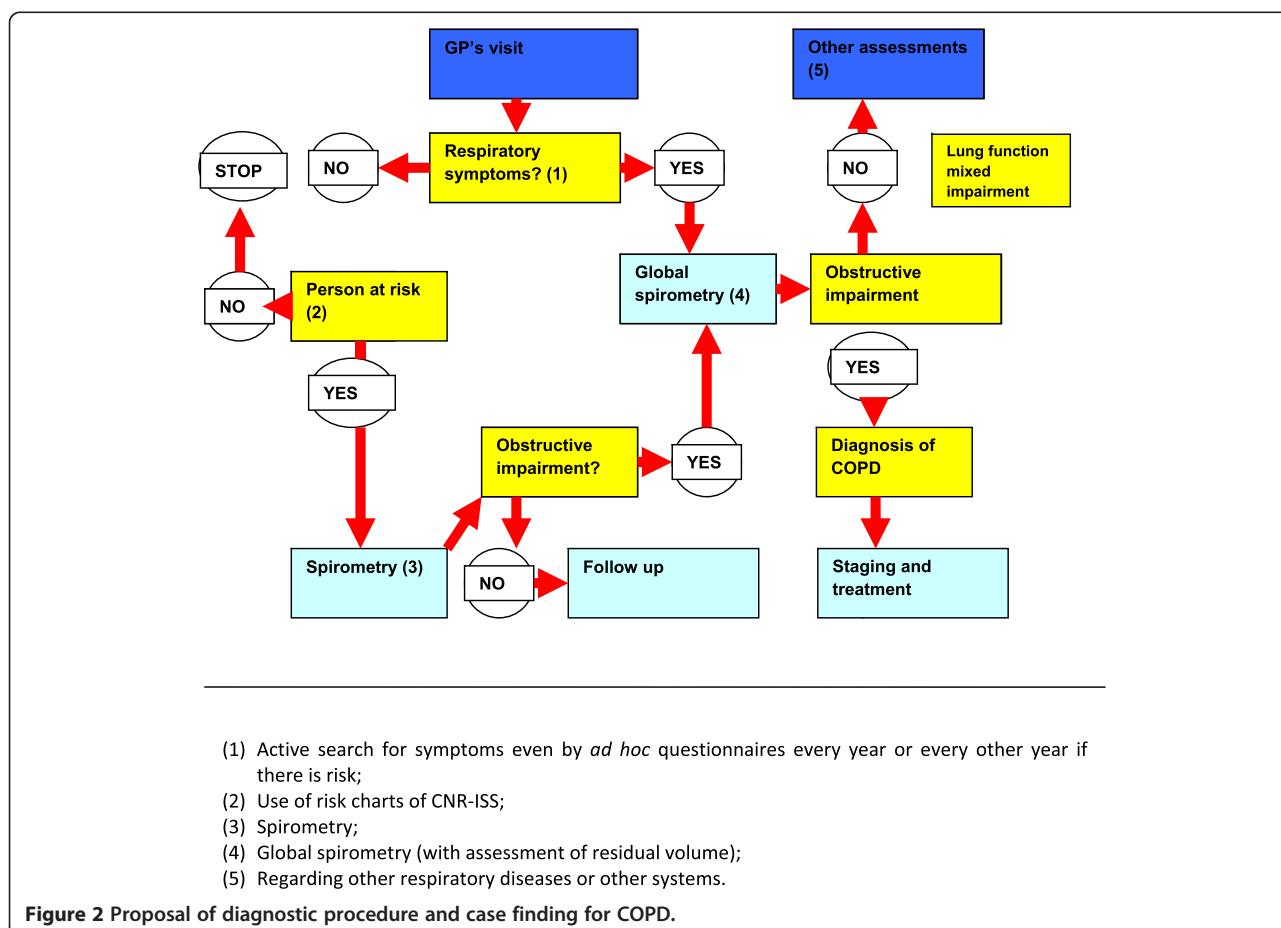 GP's visit
Other assessments
(5)
Respiratory
symptoms? (1)
STOP
NO
YES
NO
Lung function
mixed
impairment
Global
spirometry (4)
Obstructive
impairment
Person at risk
(2)
NO
YES
YES
Obstructive
impairment?
YES
Diagnosis of
COPD
Spirometry (3)
NO
Follow up
Staging and
treatment
(1) Active search for symptoms even by ad hoc questionnaires every year or every other year if
there is risk;
(2) Use of risk charts of CNR-ISS;
(3) Spirometry;
(4) Global spirometry (with assessment of residual volume);
(5) Regarding other respiratory diseases or other systems.
Figure 2 Proposal of diagnostic procedure and case finding for COPD.